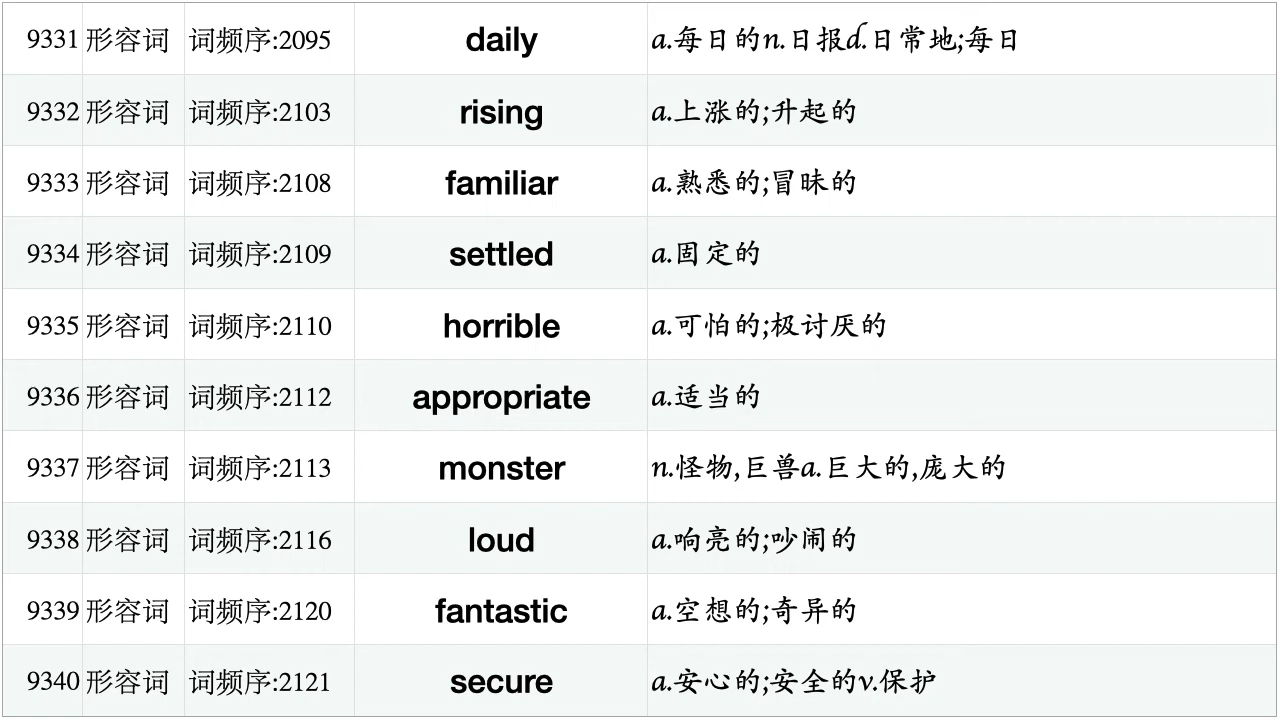 9331 形容词 词频序:2095 daily a.每日的n.日报d.日常地;每日
9332 形容词 词频序:2103 rising a.上涨的;升起的
9333 形容词 词频序:2108 familiar a.熟悉的;冒昧的
9334 形容词 词频序:2109 settled a.固定的
9335 形容词 词频序:2110 horrible a.可怕的;极讨厌的
9336 形容词 词频序:2112 appropriate a.适当的
9337 形容词 词频序:2113 monster n.怪物,巨兽a.巨大的,庞大的
9338 形容词 词频序:2116 loud a.响亮的;吵闹的
9339 形容词 词频序:2120 fantastic a.空想的;奇异的
9340 形容词 词频序:2121 secure a.安心的;安全的v.保护